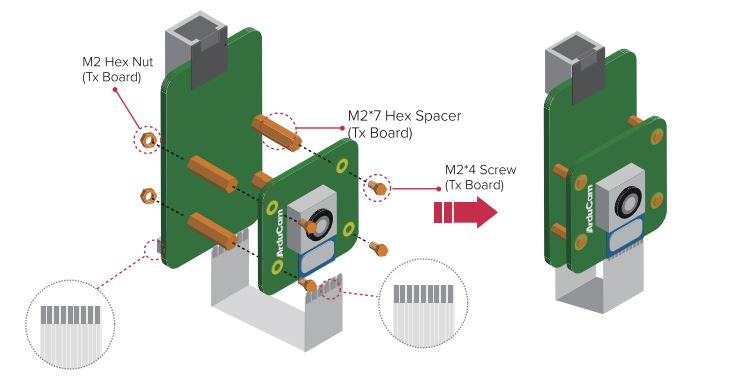 M2 Hex Nut
(Tx Board)
M2*7 Hex Spacer
(Tx Board)
M2*4 Screw
(Tx Board)
ArduCam
ArduCam